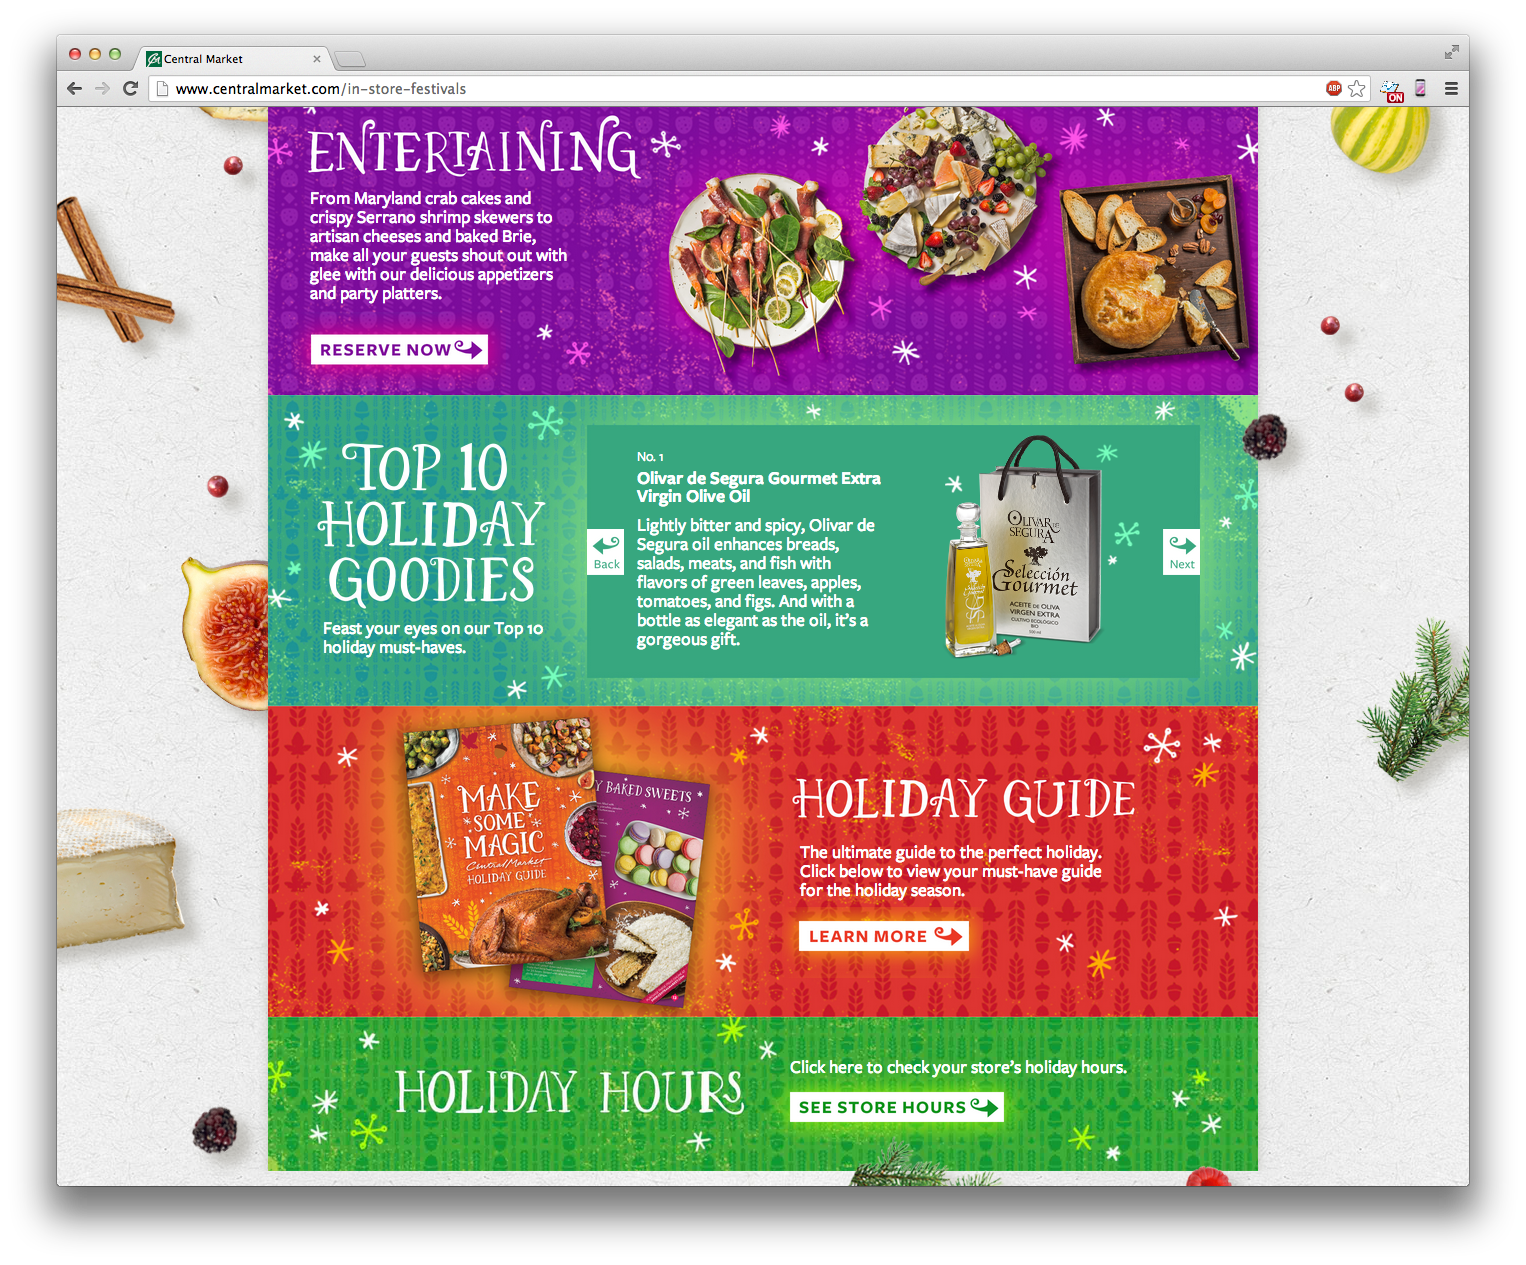 Central Market
www.centralmarket.com/in-store-festivals
ABP
ON
ENTERTAINING
From Maryland crab cakes and
crispy Serrano shrimp skewers to
artisan cheeses and baked Brie,
make all your guests shout out with
glee with our delicious appetizers
and party platters.
RESERVE NOW
TOP 10
HOLIDAY
GOODIES
Feast your eyes on our Top 10
holiday must-haves.
Back
No. 1
Olivar de Segura Gourmet Extra
Virgin Olive Oil
Lightly bitter and spicy, Olivar de
Segura oil enhances breads,
salads, meats, and fish with
flavors of green leaves, apples,
tomatoes, and figs. And with a
bottle as elegant as the oil, it's a
gorgeous gift.
OLIVAR DE
SEGURA
Selección
Gourmet
ACEITE DE OLIVA
VIRGEN EXTRA
CULTIVO ECOLÓGICO
BIO
500 ml
Next
MAKE
SOME
MAGIC
Central Market
HOLIDAY GUIDE
Y BAKED SWEETS
HOLIDAY GUIDE
The ultimate guide to the perfect holiday.
Click below to view your must-have guide
for the holiday season.
LEARN MORE
HOLIDAY HOURS
Click here to check your store's holiday hours.
SEE STORE HOURS